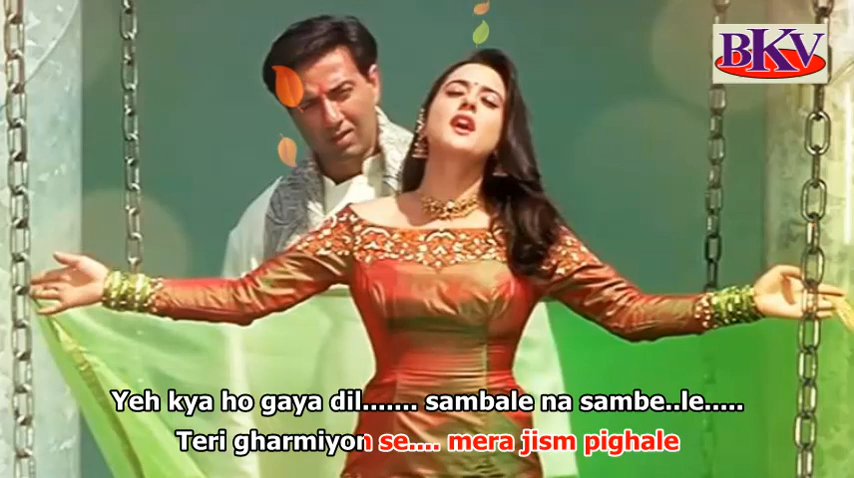 BKV
Yeh kya ho gaya dil....... sambale na sambe..le.....
Teri gharmiyon se.... mera jism pighale